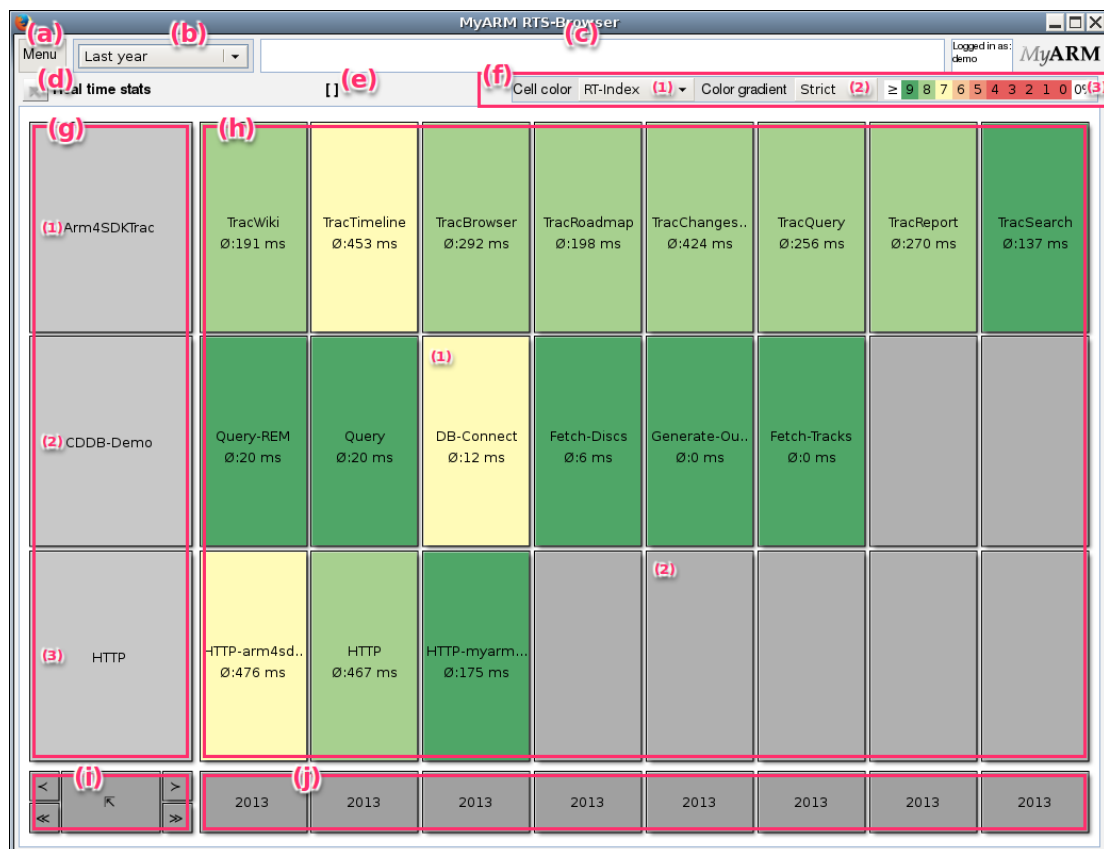 MyARM RTS-Browser
(a) (b) (c)
Menu Last year Logged in as: demo MyARM
(d) (e) (f)
Real time stats [ ] Cell color RT-Index (1) Color gradient Strict (2) ≥ 9 8 7 6 5 4 3 2 1 0 0% (3)
(g) (h)
(1) Arm4SDKTrac
TracWiki
Ø:191 ms
TracTimeline
Ø:453 ms
TracBrowser
Ø:292 ms
TracRoadmap
Ø:198 ms
TracChanges..
Ø:424 ms
TracQuery
Ø:256 ms
TracReport
Ø:270 ms
TracSearch
Ø:137 ms
(2) CDDB-Demo
Query-REM
Ø:20 ms
Query
Ø:20 ms
(1)
DB-Connect
Ø:12 ms
Fetch-Discs
Ø:6 ms
Generate-Ou..
Ø:0 ms
Fetch-Tracks
Ø:0 ms
(3) HTTP
HTTP-arm4sd..
Ø:476 ms
HTTP
Ø:467 ms
HTTP-myarm...
Ø:175 ms
(2)
(i) (j)
< ⇱ >
≪ ≫
2013 2013 2013 2013 2013 2013 2013 2013